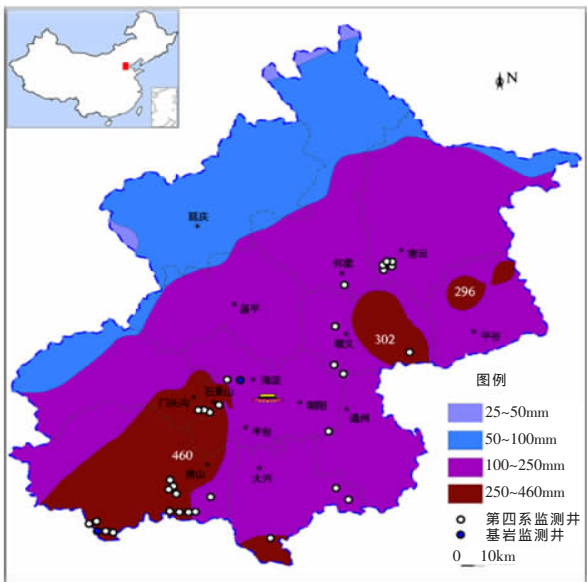 N
延庆
怀柔
密云
昌平
296
302
顺义
平谷
石景山
海淀
门头沟
朝阳
通州
丰台
460
房山
大兴
图例
25~50mm
50~100mm
100~250mm
250~460mm
第四系监测井
基岩监测井
0 10km